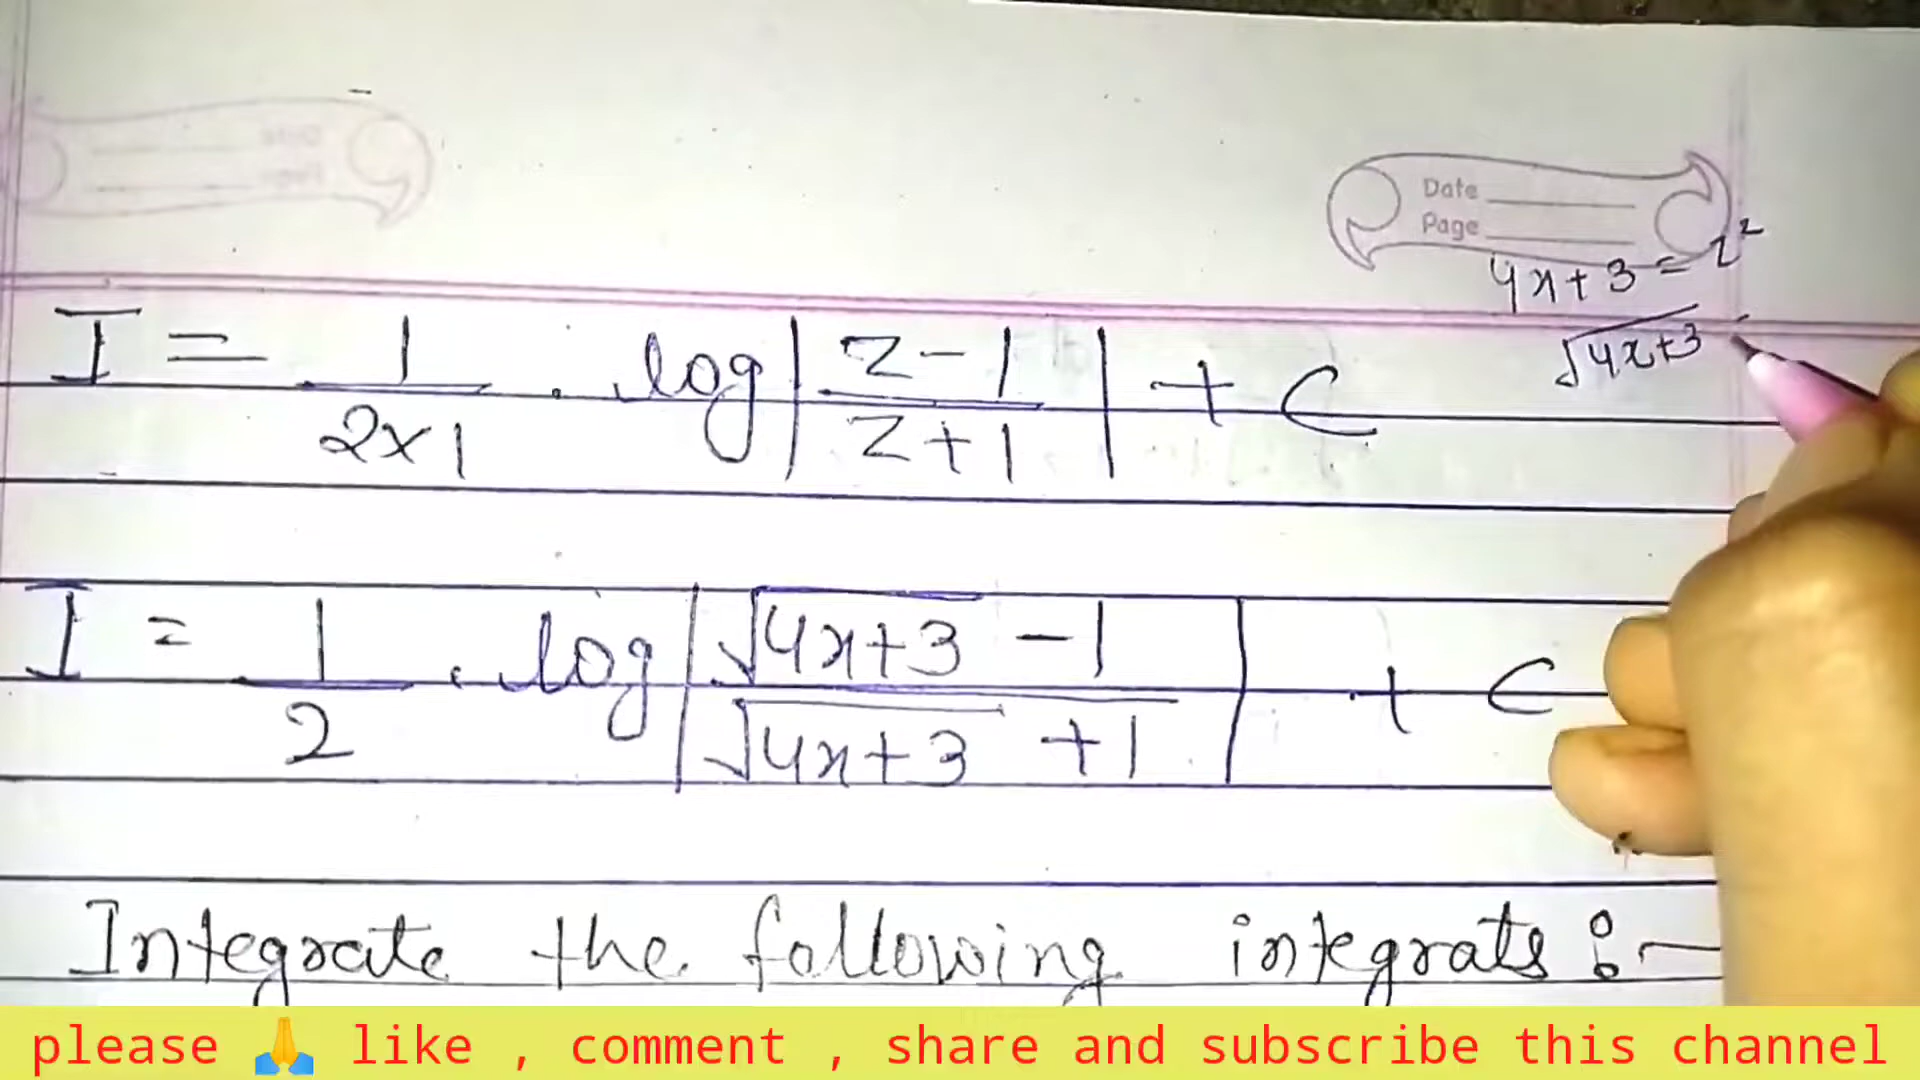 Date
Page
4x+3 = z²
√4x+3 =
I = 1/2×1 . log |z-1/z+1| + C
I = 1/2 . log |√4x+3 -1/√4x+3 +1| + C
Integrate the following integrats :-
please 🙏 like , comment , share and subscribe this channel